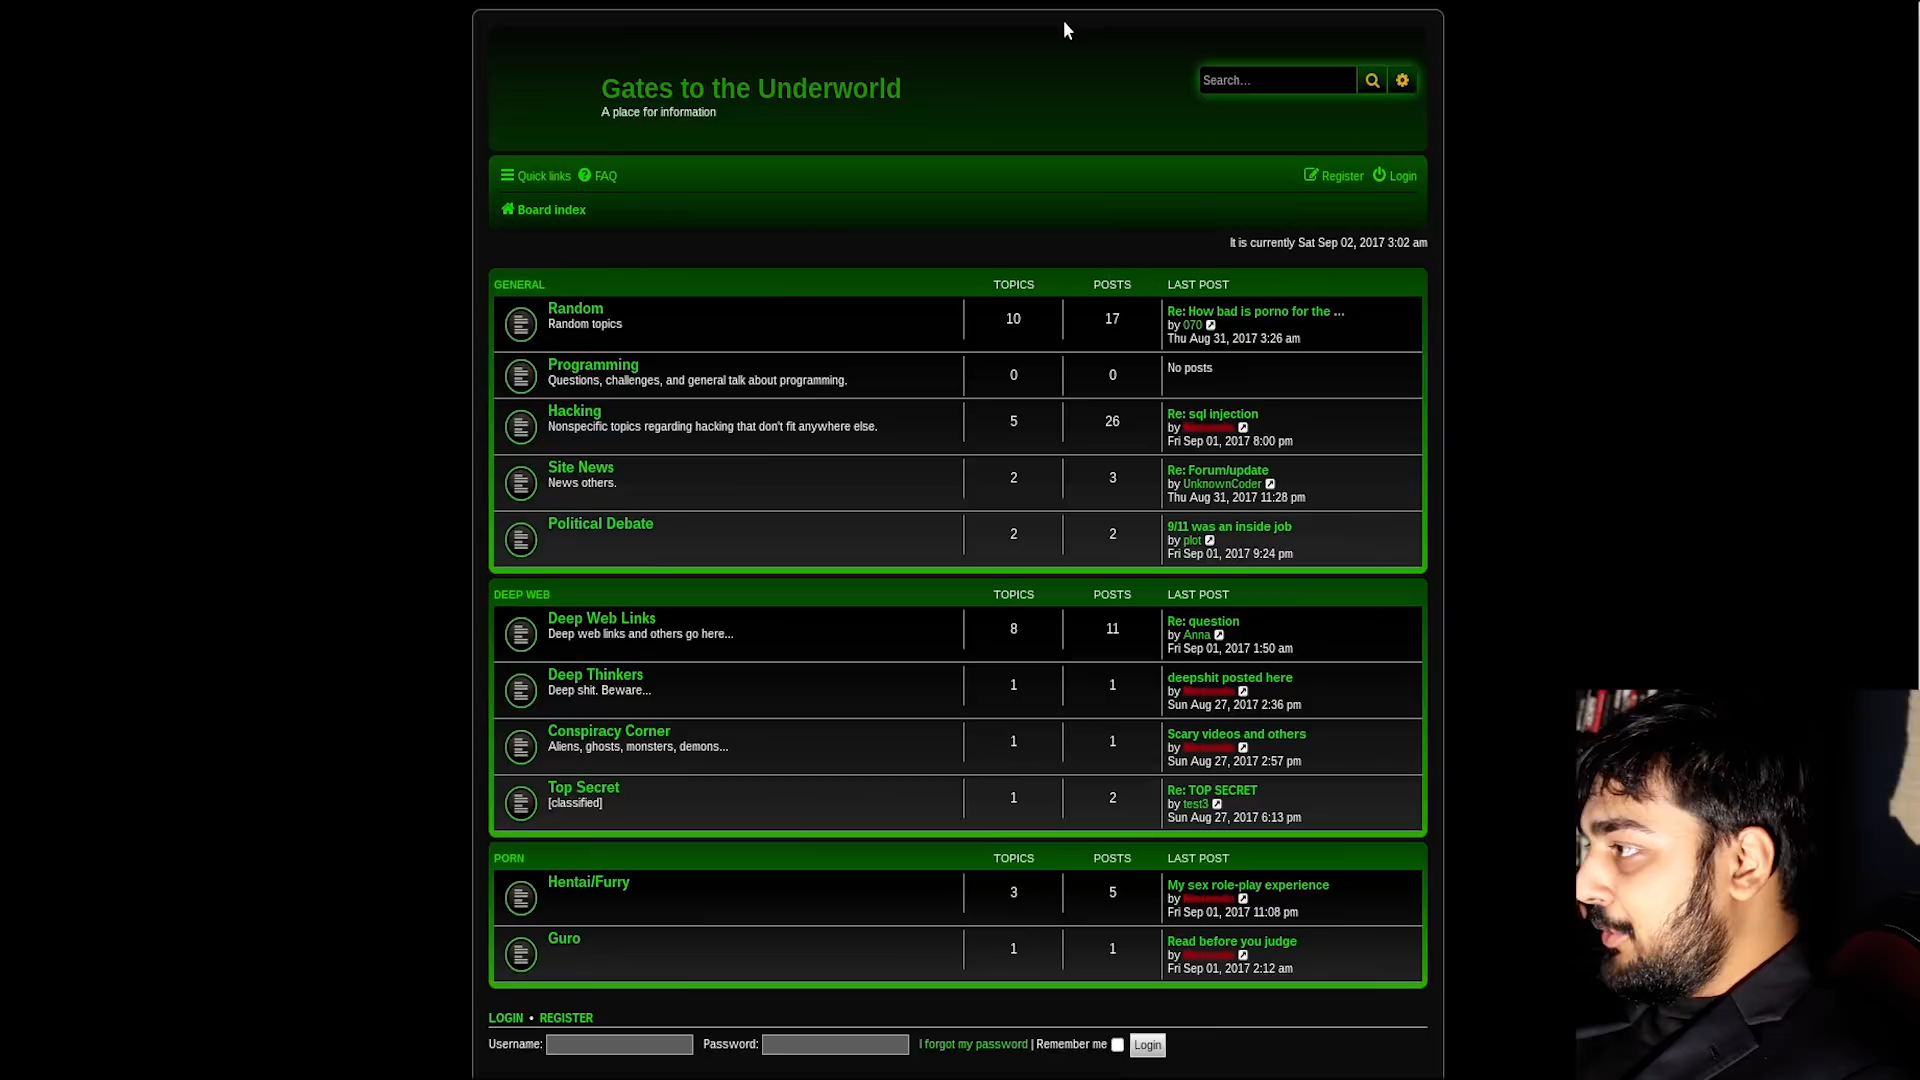 Gates to the Underworld
A place for information
Search...
Quick links FAQ
Register Login
Board index
It is currently Sat Sep 02, 2017 3:02 am
GENERAL TOPICS POSTS LAST POST
Random
Random topics
10 17
Re: How bad is porno for the ...
by 070
Thu Aug 31, 2017 3:26 am
Programming
Questions, challenges, and general talk about programming.
0 0
No posts
Hacking
Nonspecific topics regarding hacking that don't fit anywhere else.
5 26
Re: sql injection
by
Fri Sep 01, 2017 8:00 pm
Site News
News others.
2 3
Re: Forum/update
by UnknownCoder
Thu Aug 31, 2017 11:28 pm
Political Debate
2 2
9/11 was an inside job
by plot
Fri Sep 01, 2017 9:24 pm
DEEP WEB TOPICS POSTS LAST POST
Deep Web Links
Deep web links and others go here...
8 11
Re: question
by Anna
Fri Sep 01, 2017 1:50 am
Deep Thinkers
Deep shit. Beware...
1 1
deepshit posted here
by
Sun Aug 27, 2017 2:36 pm
Conspiracy Corner
Aliens, ghosts, monsters, demons...
1 1
Scary videos and others
by
Sun Aug 27, 2017 2:57 pm
Top Secret
[classified]
1 2
Re: TOP SECRET
by test3
Sun Aug 27, 2017 6:13 pm
PORN TOPICS POSTS LAST POST
Hentai/Furry
3 5
My sex role-play experience
by
Fri Sep 01, 2017 11:08 pm
Guro
1 1
Read before you judge
by
Fri Sep 01, 2017 2:12 am
LOGIN • REGISTER
Username: Password: I forgot my password | Remember me Login